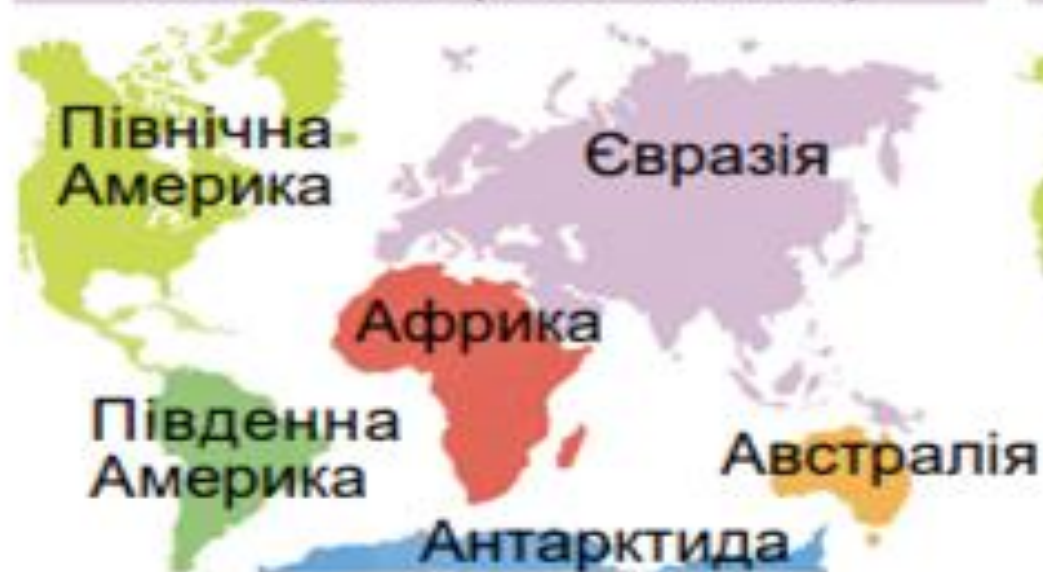 Північна
Америка
Євразія
Африка
Південна
Америка
Австралія
Антарктида